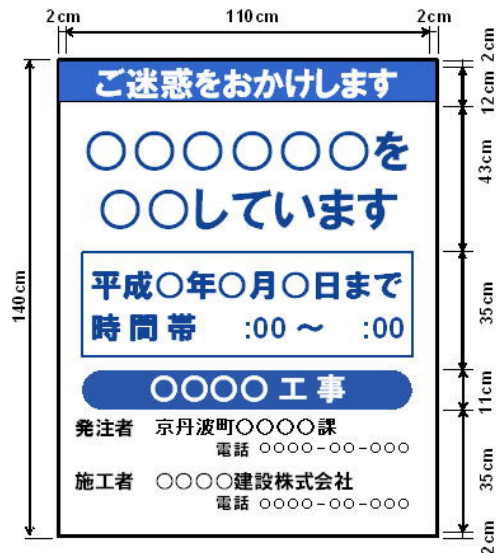 2cm 110cm 2cm
2cm
12cm
43cm
35cm
11cm
35cm
2cm
140cm
ご迷惑をおかけします
○○○○○○を
○○しています
平成○年○月○日まで
時間帯 :00～ :00
○○○○工事
発注者 京丹波町○○○○課
電話 ○○○○-○○-○○○
施工者 ○○○○建設株式会社
電話 ○○○○-○○-○○○